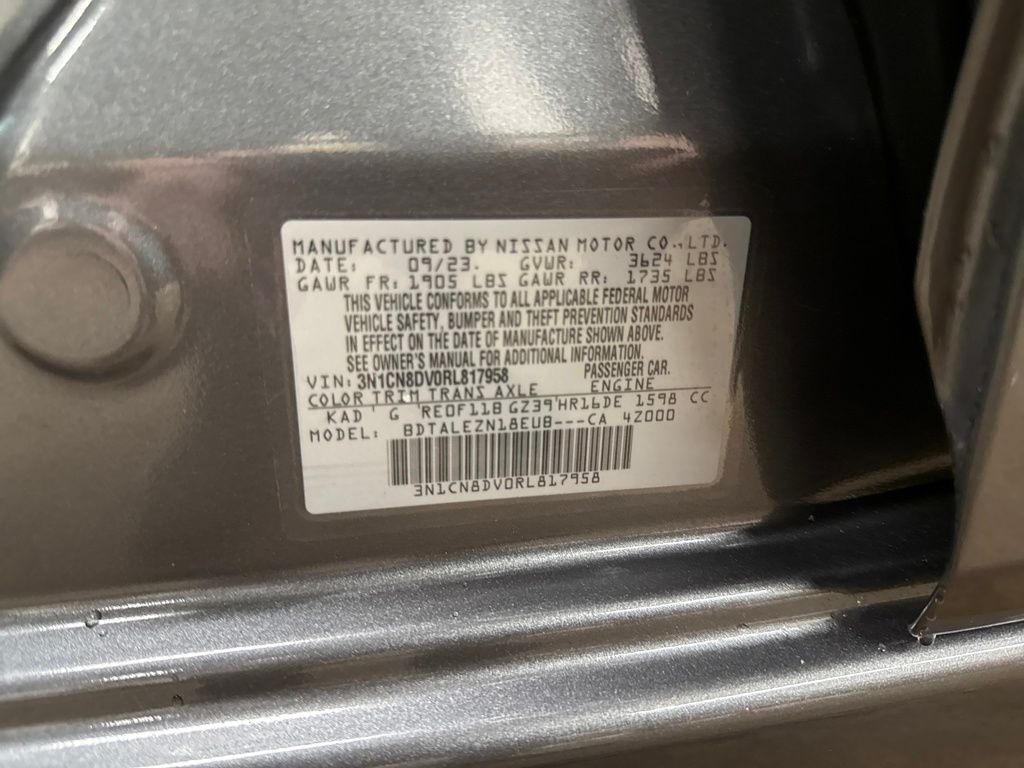 MANUFACTURED BY NISSAN MOTOR CO., LTD.
DATE: 09/23. GVWR: 3624 LBS
GAWR FR: 1905 LBS GAWR RR: 1735 LBS
THIS VEHICLE CONFORMS TO ALL APPLICABLE FEDERAL MOTOR
VEHICLE SAFETY, BUMPER AND THEFT PREVENTION STANDARDS
IN EFFECT ON THE DATE OF MANUFACTURE SHOWN ABOVE.
SEE OWNER'S MANUAL FOR ADDITIONAL INFORMATION.
VIN: 3N1CN8DV0RL817958 PASSENGER CAR.
COLOR TRIM TRANS AXLE ENGINE
KAD ' G RE0F11B GZ39'HR16DE 1598 CC
MODEL: BDTALEZN18EUB---CA 4Z000
3N1CN8DV0RL817958